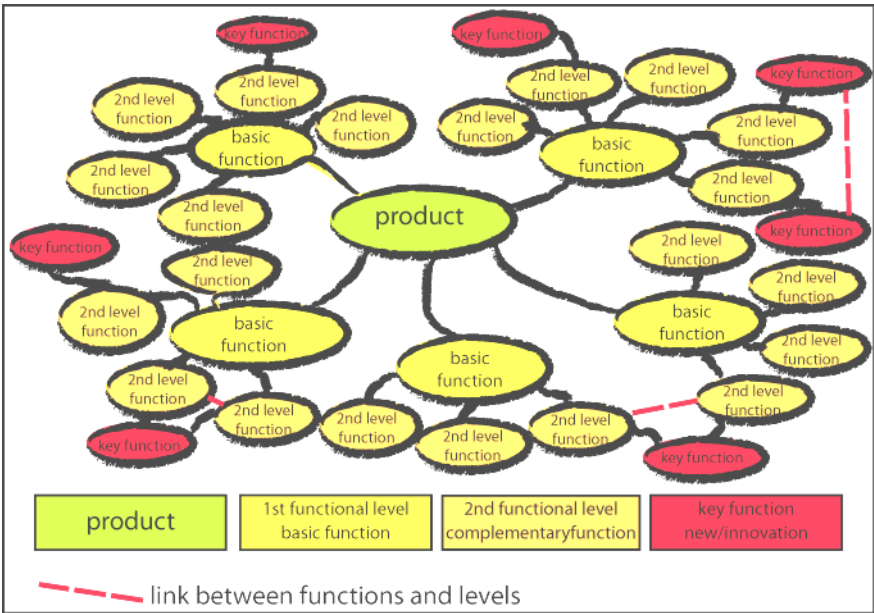 key function
key function
2nd level
function
2nd level
function
2nd level
function
2nd level
function
key function
2nd level
function
2nd level
function
basic
function
2nd level
function
basic
function
2nd level
function
2nd level
function
2nd level
function
product
2nd level
function
key function
key function
2nd level
function
2nd level
function
2nd level
function
2nd level
function
basic
function
basic
function
2nd level
function
basic
function
2nd level
function
2nd level
function
2nd level
function
2nd level
function
2nd level
function
2nd level
function
key function
2nd level
function
key function
product
1st functional level
basic function
2nd functional level
complementaryfunction
key function
new/innovation
link between functions and levels